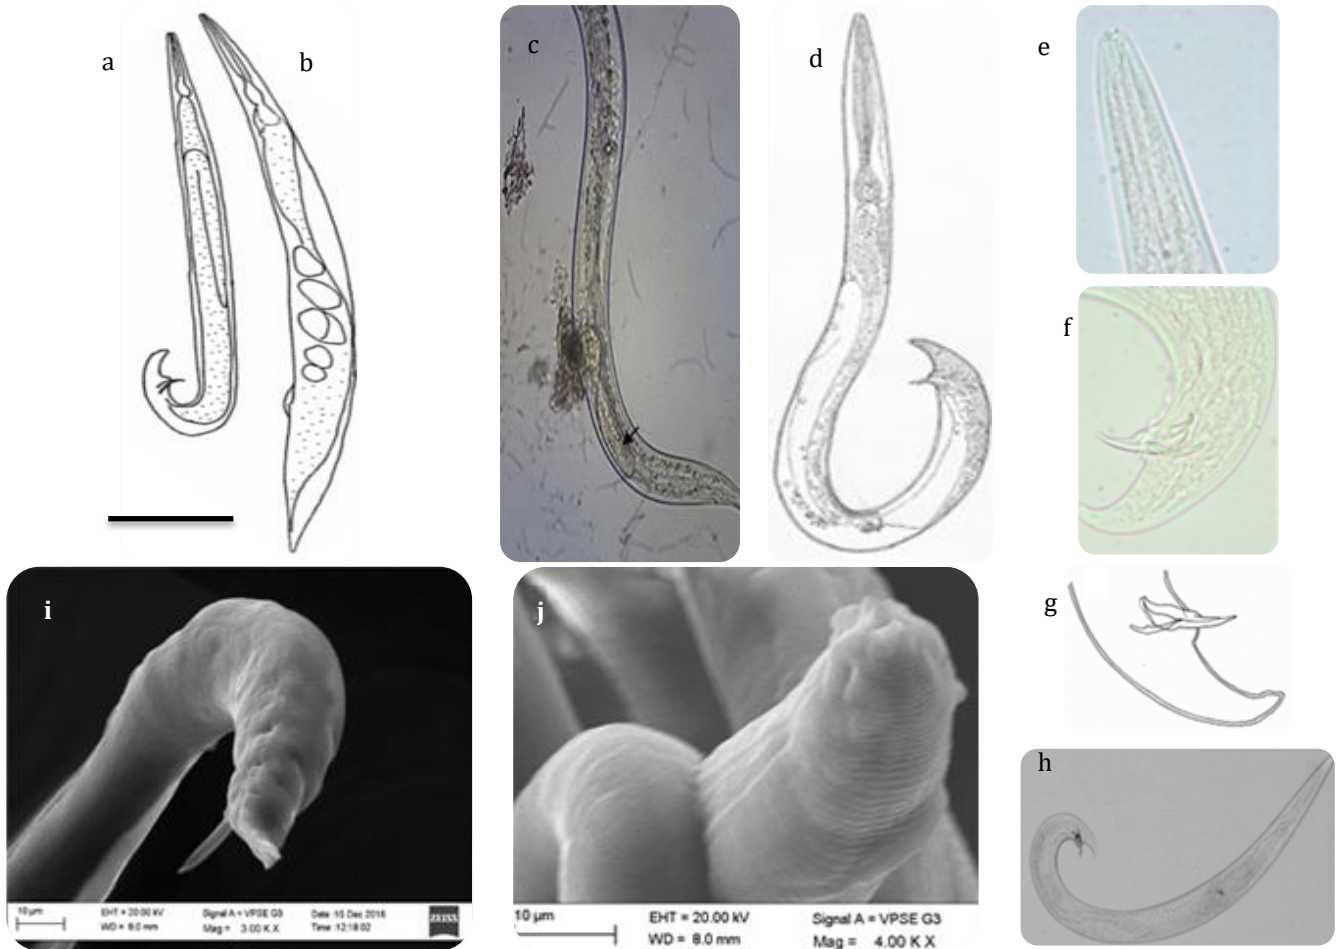 a
b
c
d
e
f
g
h
i
10 µm
EHT = 20.00 kV
WD = 8.0 mm
Signal A = VPSE G3
Mag = 3.00 K X
Date :15 Dec 2016
Time :12:18:02
ZEISS
j
10 µm
EHT = 20.00 kV
WD = 8.0 mm
Signal A = VPSE G3
Mag = 4.00 K X